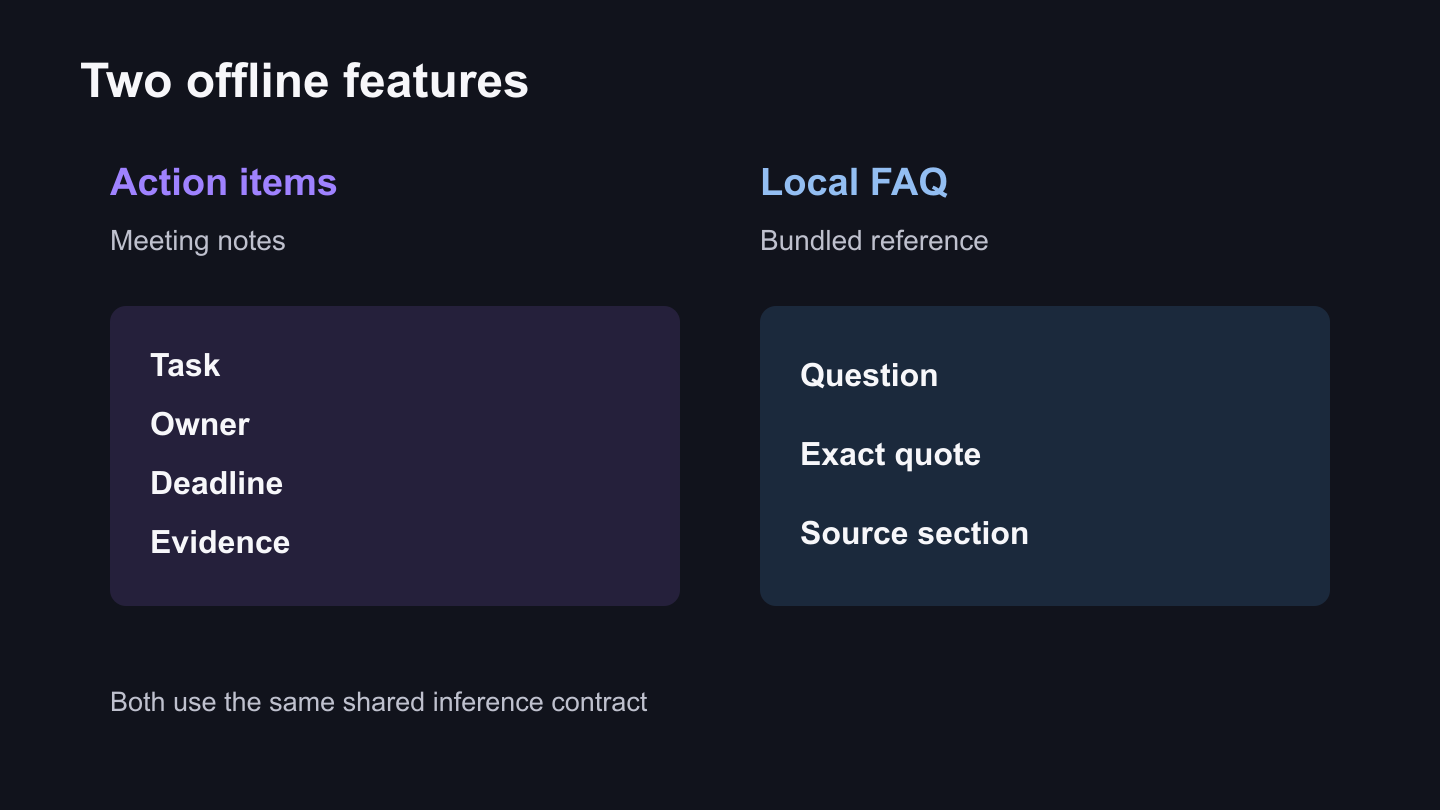 Two offline features
Action items
Meeting notes
Task
Owner
Deadline
Evidence
Local FAQ
Bundled reference
Question
Exact quote
Source section
Both use the same shared inference contract